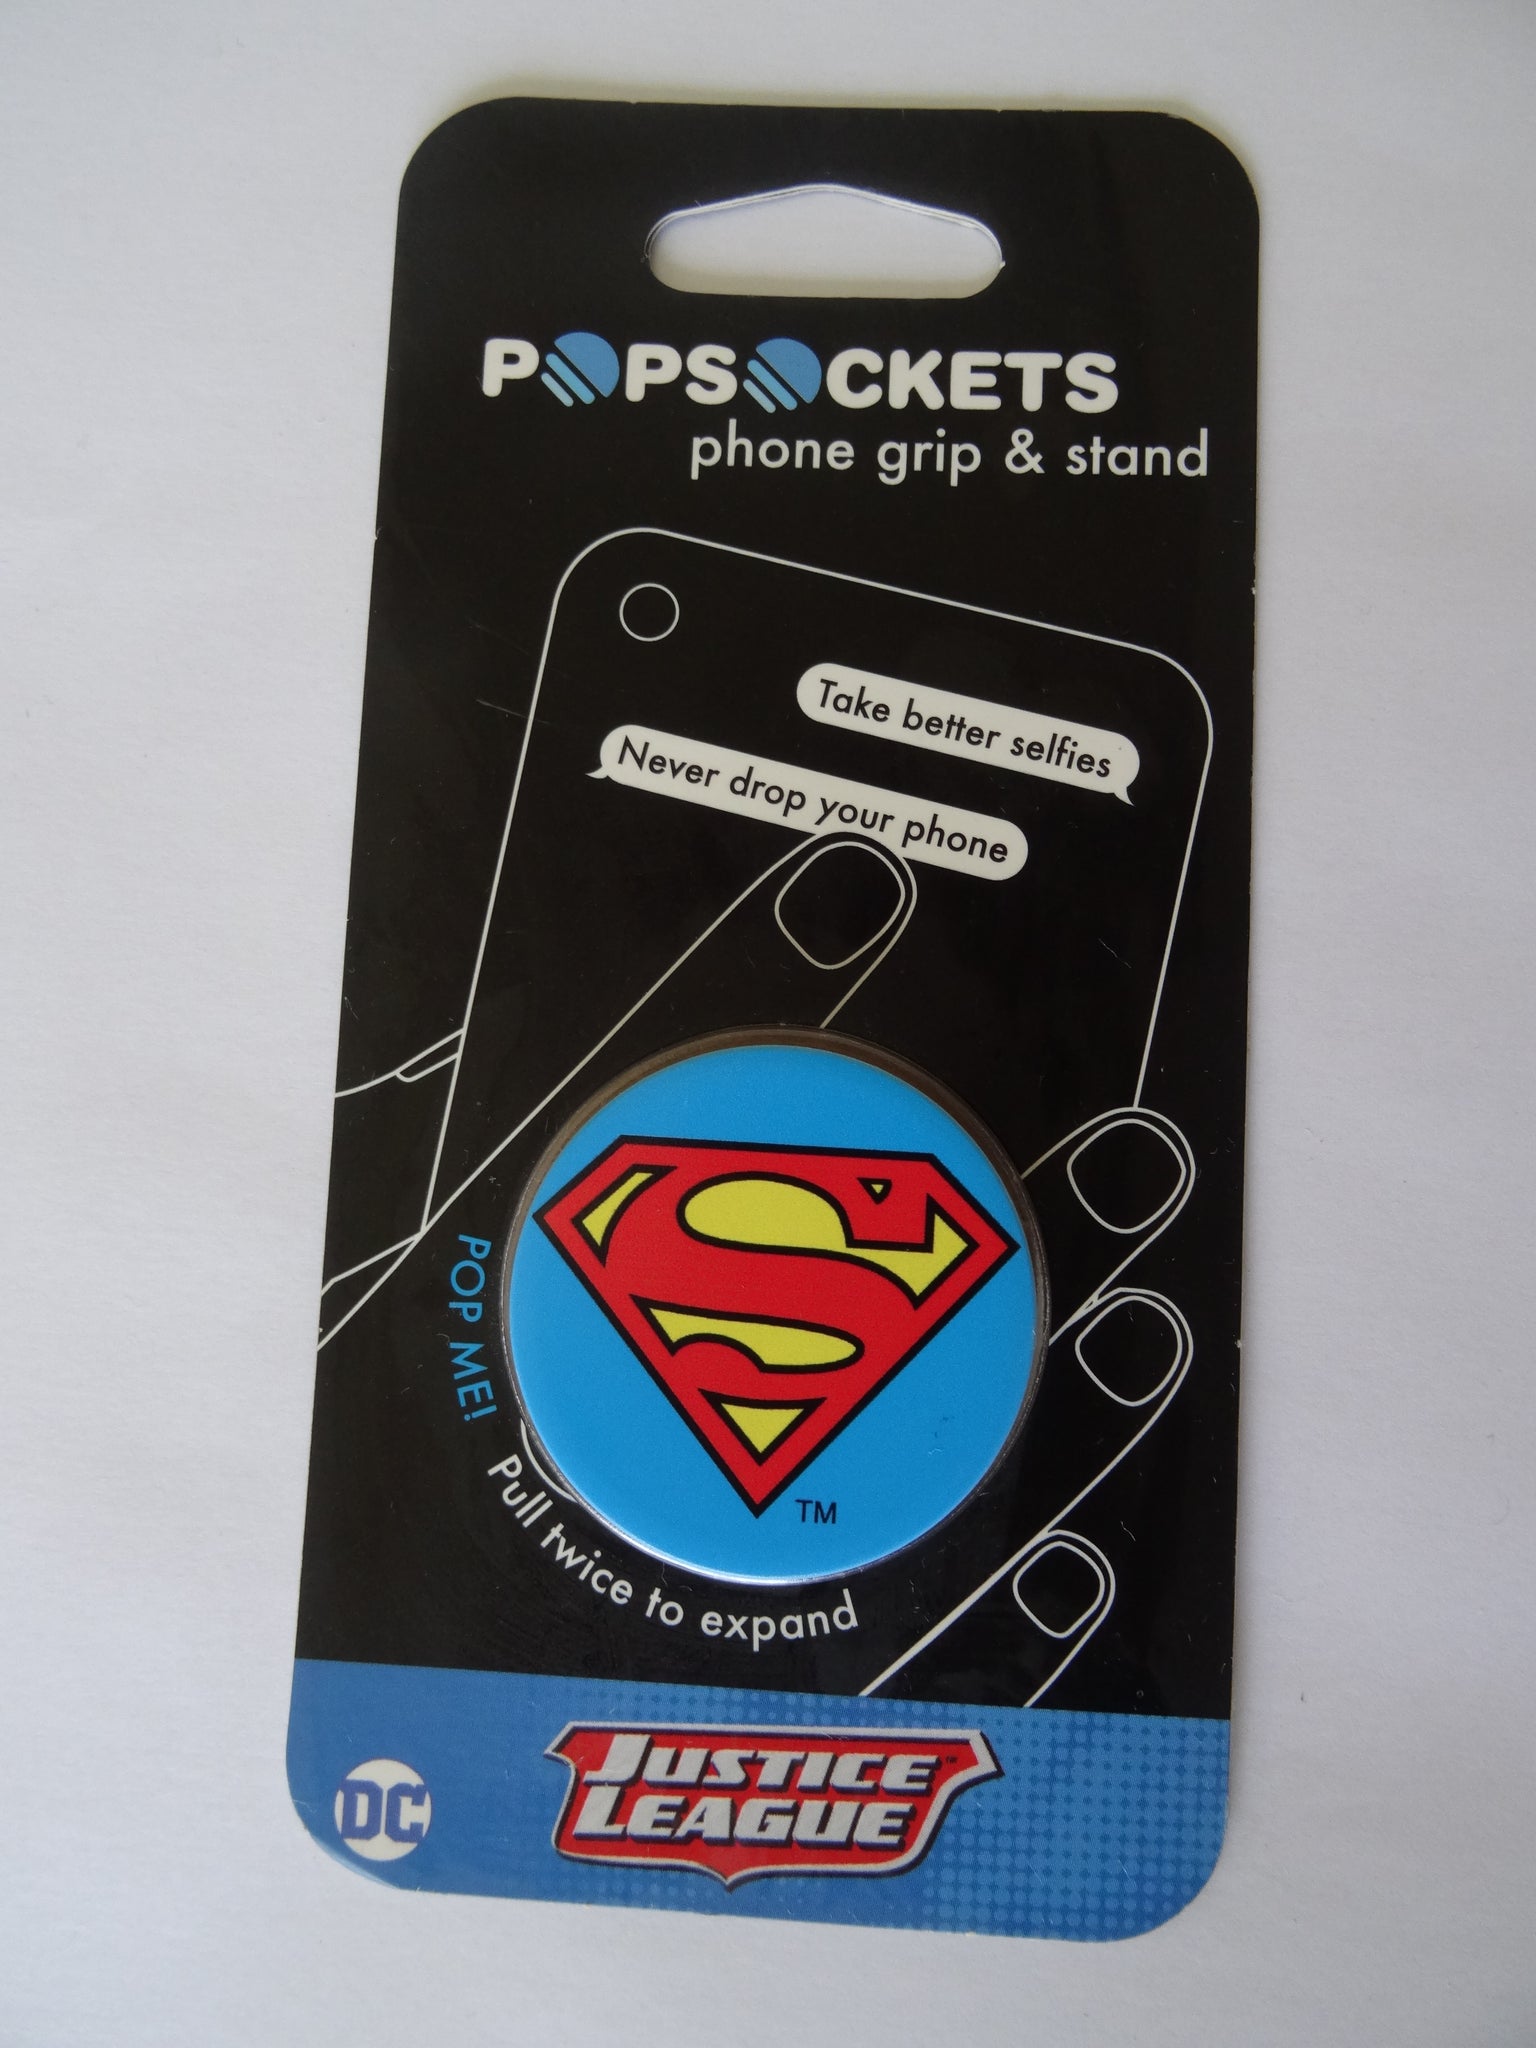 POPSOCKETS
phone grip & stand
Take better selfies
Never drop your phone
POP ME!
Pull twice to expand
TM
JUSTICE
LEAGUE™
DC